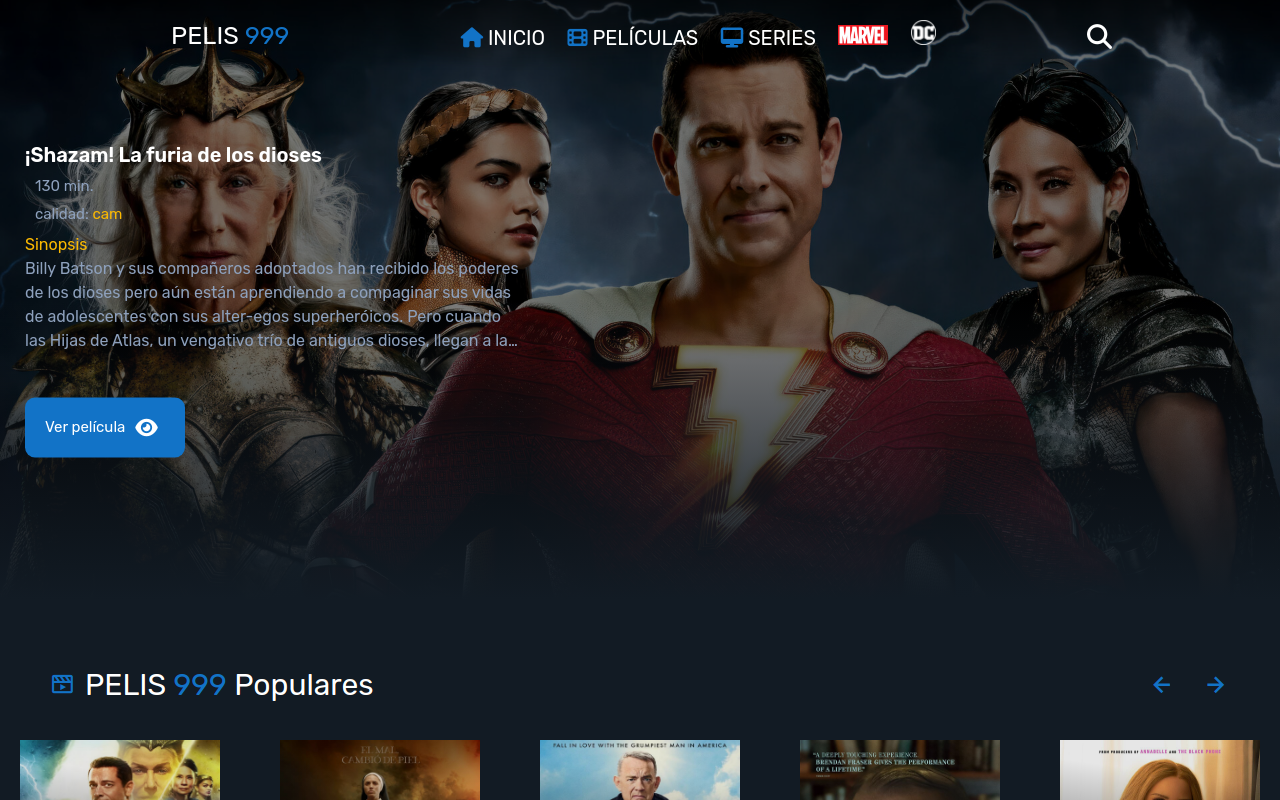 PELIS 999
INICIO
PELÍCULAS
SERIES
MARVEL
DC
¡Shazam! La furia de los dioses
130 min.
calidad: cam
Sinopsis
Billy Batson y sus compañeros adoptados han recibido los poderes
de los dioses pero aún están aprendiendo a compaginar sus vidas
de adolescentes con sus alter-egos superheróicos. Pero cuando
las Hijas de Atlas, un vengativo trío de antiguos dioses, llegan a la...
Ver película
PELIS 999 Populares
EL MAL
CAMBIO DE PIEL
FALL IN LOVE WITH THE GRUMPIEST MAN IN AMERICA
"A DEEPLY TOUCHING EXPERIENCE.
BRENDAN FRASER GIVES THE PERFORMANCE
OF A LIFETIME."
FROM PRODUCERS OF ANNABELLE AND THE BLACK PHONE